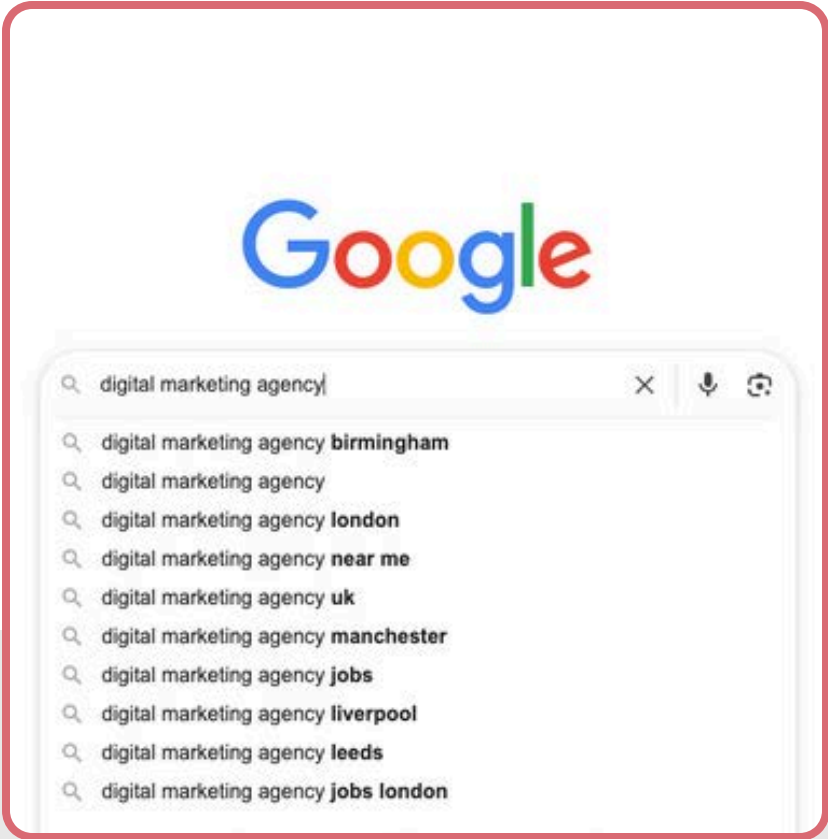 Google
digital marketing agency
digital marketing agency birmingham
digital marketing agency
digital marketing agency london
digital marketing agency near me
digital marketing agency uk
digital marketing agency manchester
digital marketing agency jobs
digital marketing agency liverpool
digital marketing agency leeds
digital marketing agency jobs london